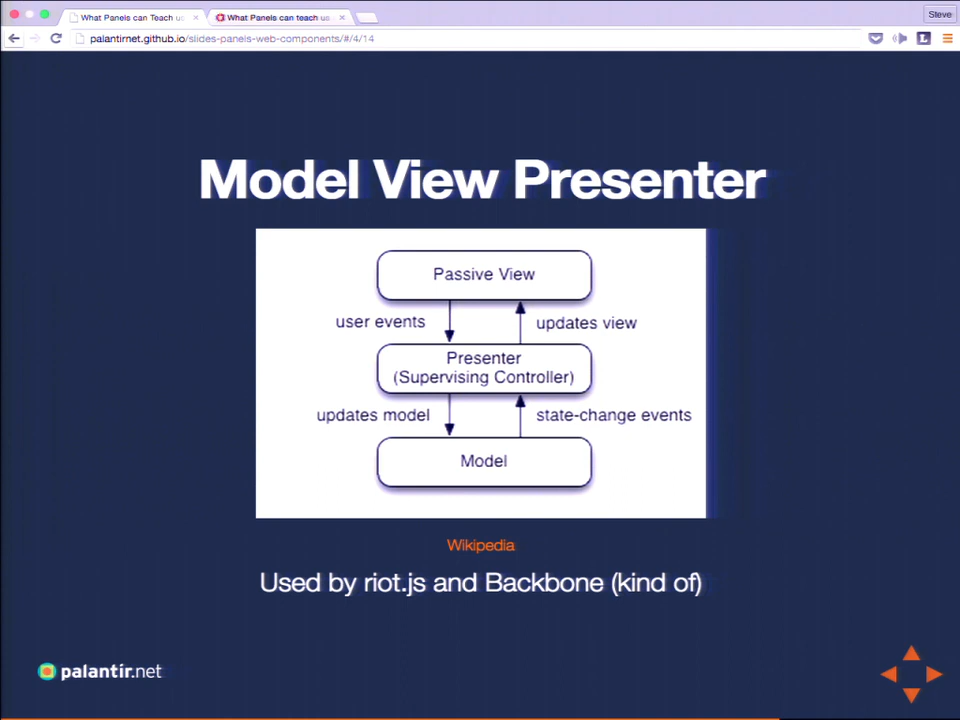 What Panels can Teach us
What Panels can teach us
Steve
palantirnet.github.io/slides-panels-web-components/#/4/14
L
Model View Presenter
Passive View
user events
updates view
Presenter
(Supervising Controller)
updates model
state-change events
Model
Wikipedia
Used by riot.js and Backbone (kind of)
palantir.net